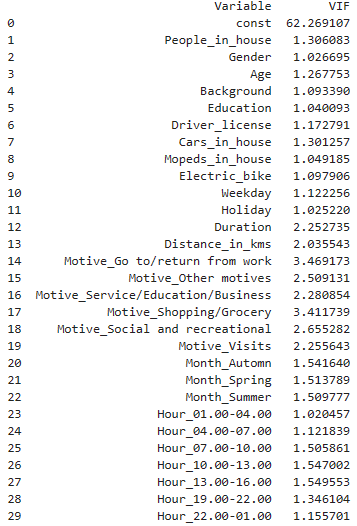 Variable VIF
0 const 62.269107
1 People_in_house 1.306083
2 Gender 1.026695
3 Age 1.267753
4 Background 1.093390
5 Education 1.040093
6 Driver_license 1.172791
7 Cars_in_house 1.301257
8 Mopeds_in_house 1.049185
9 Electric_bike 1.097906
10 Weekday 1.122256
11 Holiday 1.025220
12 Duration 2.252735
13 Distance_in_kms 2.035543
14 Motive_Go to/return from work 3.469173
15 Motive_Other motives 2.509131
16 Motive_Service/Education/Business 2.280854
17 Motive_Shopping/Grocery 3.411739
18 Motive_Social and recreational 2.655282
19 Motive_Visits 2.255643
20 Month_Automn 1.541640
21 Month_Spring 1.513789
22 Month_Summer 1.509777
23 Hour_01.00-04.00 1.020457
24 Hour_04.00-07.00 1.121839
25 Hour_07.00-10.00 1.505861
26 Hour_10.00-13.00 1.547002
27 Hour_13.00-16.00 1.549553
28 Hour_19.00-22.00 1.346104
29 Hour_22.00-01.00 1.155701